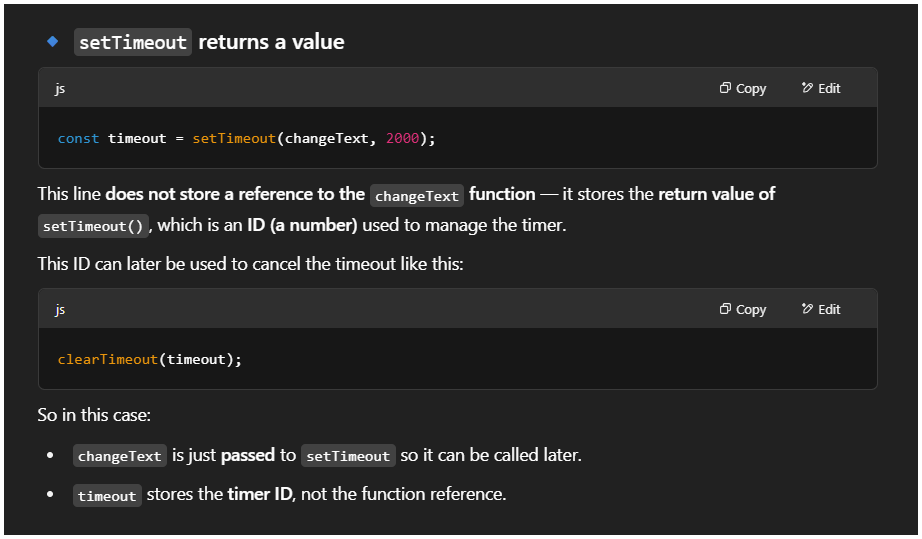 setTimeout returns a value
js Copy Edit
const timeout = setTimeout(changeText, 2000);
This line does not store a reference to the changeText function — it stores the return value of
setTimeout(), which is an ID (a number) used to manage the timer.
This ID can later be used to cancel the timeout like this:
js Copy Edit
clearTimeout(timeout);
So in this case:
• changeText is just passed to setTimeout so it can be called later.
• timeout stores the timer ID, not the function reference.